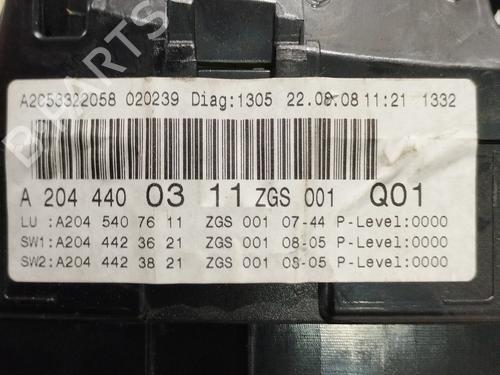 B-PARTS
A2C53322058 020239 Diag:1305 22.08.08 11:21 1332
A 204 440 03 11 ZGS 001 Q01
LU :A204 540 76 11 ZGS 001 07-44 P-Level:0000
SW1:A204 442 36 21 ZGS 001 08-05 P-Level:0000
SW2:A204 442 38 21 ZGS 001 08-05 P-Level:0000